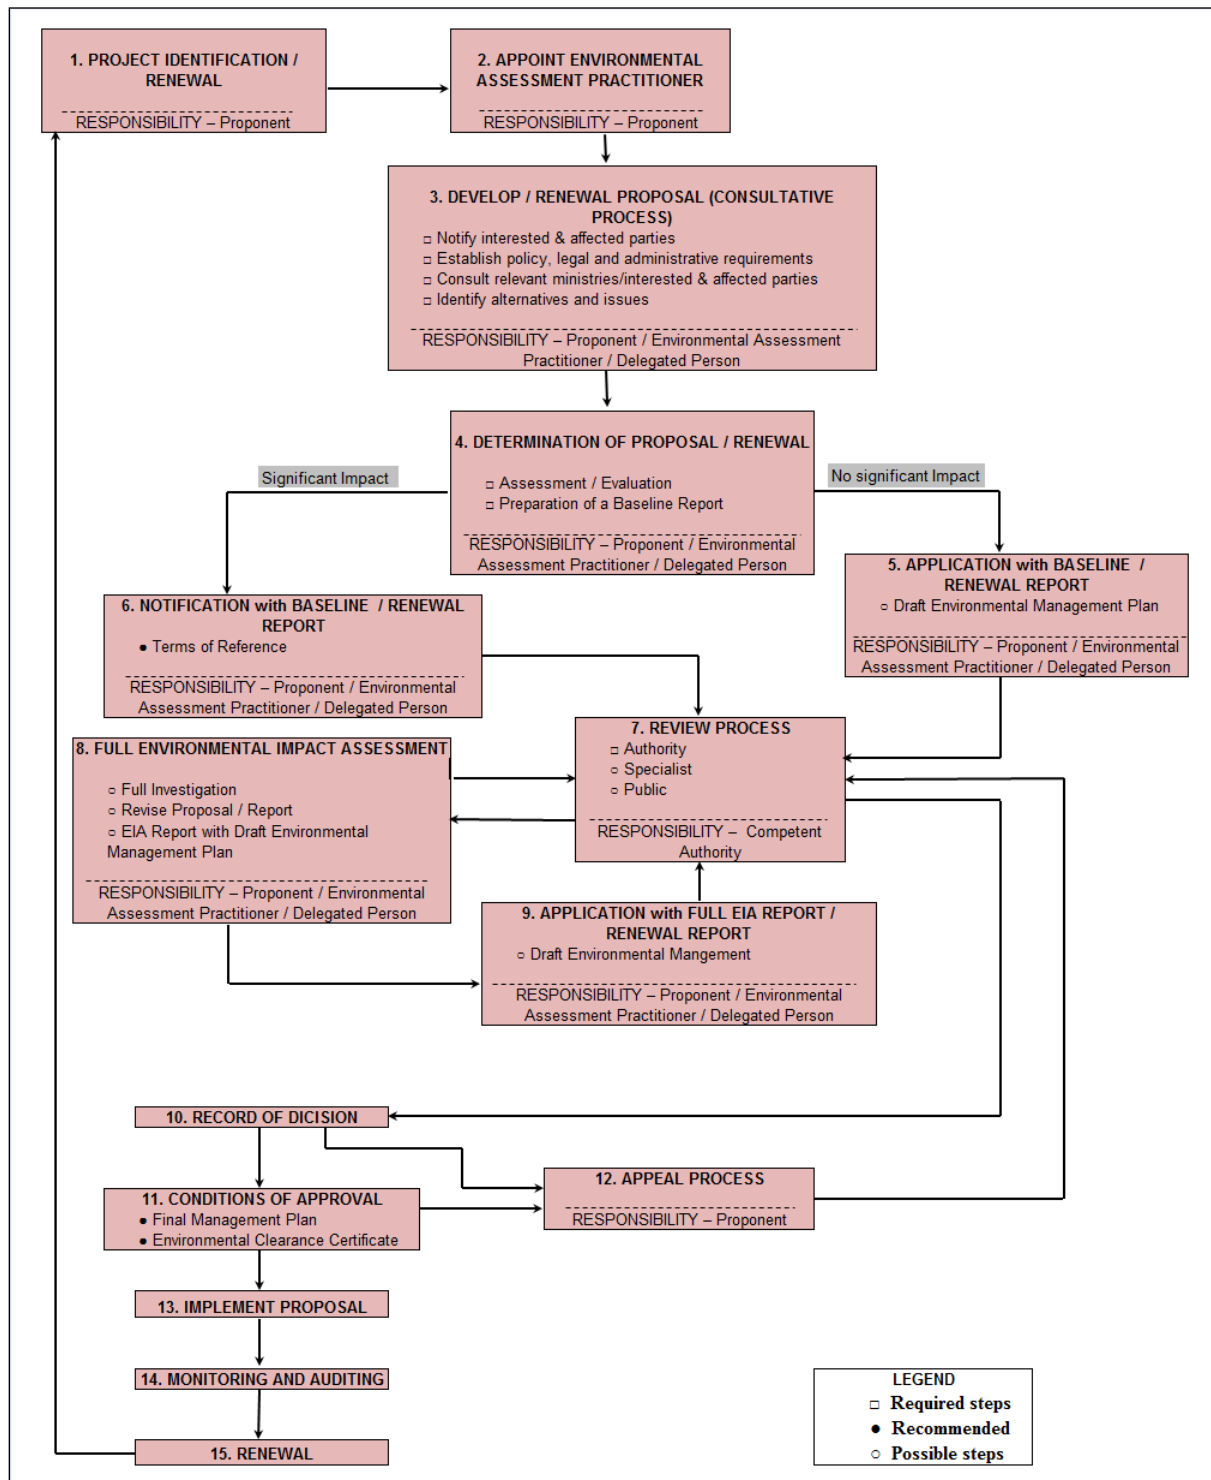 1. PROJECT IDENTIFICATION /
RENEWAL
RESPONSIBILITY – Proponent
2. APPOINT ENVIRONMENTAL
ASSESSMENT PRACTITIONER
RESPONSIBILITY – Proponent
3. DEVELOP / RENEWAL PROPOSAL (CONSULTATIVE
PROCESS)
□ Notify interested & affected parties
□ Establish policy, legal and administrative requirements
□ Consult relevant ministries/interested & affected parties
□ Identify alternatives and issues
RESPONSIBILITY – Proponent / Environmental Assessment
Practitioner / Delegated Person
4. DETERMINATION OF PROPOSAL / RENEWAL
□ Assessment / Evaluation
□ Preparation of a Baseline Report
RESPONSIBILITY – Proponent / Environmental
Assessment Practitioner / Delegated Person
Significant Impact
No significant Impact
5. APPLICATION with BASELINE / 
RENEWAL REPORT
○ Draft Environmental Management Plan
RESPONSIBILITY – Proponent / Environmental
Assessment Practitioner / Delegated Person
6. NOTIFICATION with BASELINE / RENEWAL
REPORT
● Terms of Reference
RESPONSIBILITY – Proponent / Environmental
Assessment Practitioner / Delegated Person
7. REVIEW PROCESS
□ Authority
○ Specialist
○ Public
RESPONSIBILITY – Competent
Authority
8. FULL ENVIRONMENTAL IMPACT ASSESSMENT
○ Full Investigation
○ Revise Proposal / Report
○ EIA Report with Draft Environmental
Management Plan
RESPONSIBILITY – Proponent / Environmental
Assessment Practitioner / Delegated Person
9. APPLICATION with FULL EIA REPORT /
RENEWAL REPORT
○ Draft Environmental Mangement
RESPONSIBILITY – Proponent / Environmental
Assessment Practitioner / Delegated Person
10. RECORD OF DICISION
11. CONDITIONS OF APPROVAL
● Final Management Plan
● Environmental Clearance Certificate
12. APPEAL PROCESS
RESPONSIBILITY – Proponent
13. IMPLEMENT PROPOSAL
14. MONITORING AND AUDITING
15. RENEWAL
LEGEND
□ Required steps
● Recommended
○ Possible steps